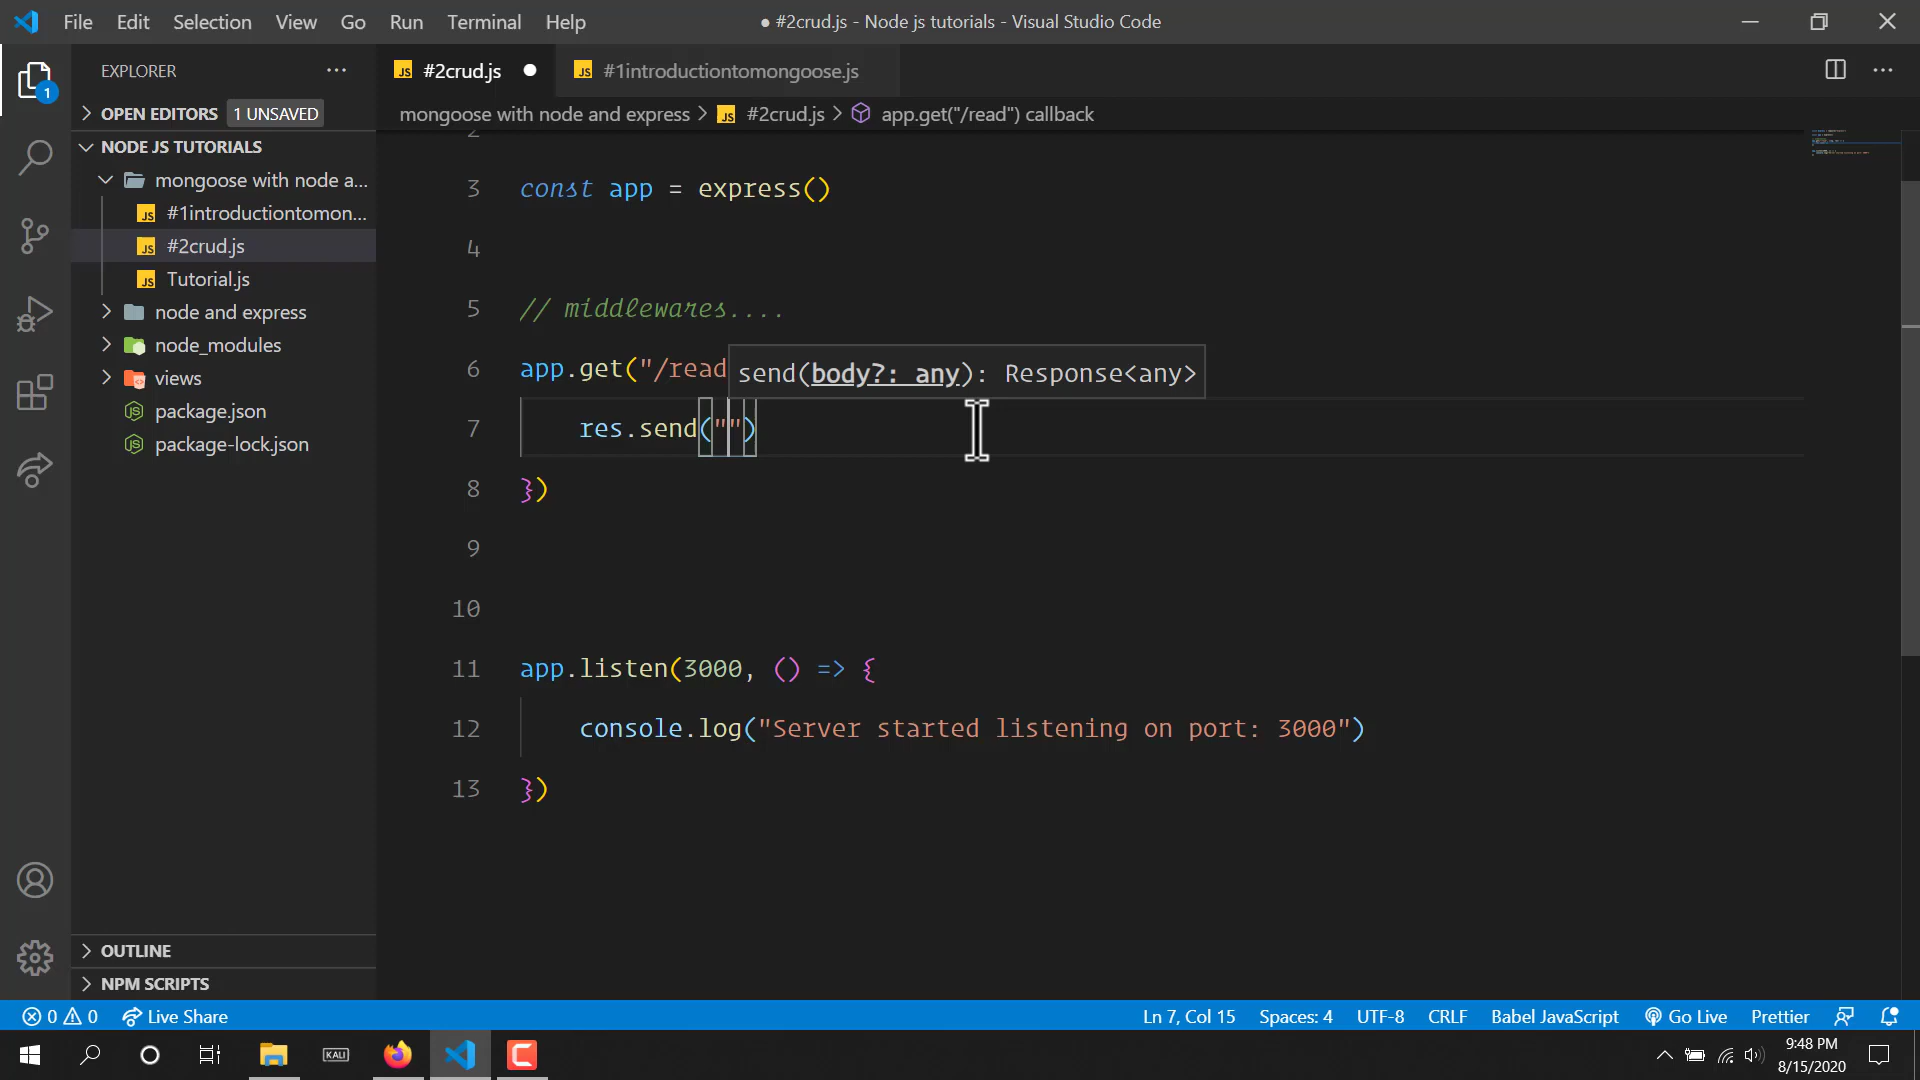 File Edit Selection View Go Run Terminal Help
● #2crud.js - Node js tutorials - Visual Studio Code
1
EXPLORER
OPEN EDITORS 1 UNSAVED
NODE JS TUTORIALS
mongoose with node a...
#1introductiontomon...
#2crud.js
Tutorial.js
node and express
node_modules
views
package.json
package-lock.json
OUTLINE
NPM SCRIPTS
JS #2crud.js JS #1introductiontomongoose.js
mongoose with node and express > JS #2crud.js > app.get("/read") callback
2
3 const app = express()
4
5 // middlewares....
6 app.get("/read
send(body?: any): Response<any>
7 res.send("")
8 })
9
10
11 app.listen(3000, () => {
12 console.log("Server started listening on port: 3000")
13 })
0 0 Live Share Ln 7, Col 15 Spaces: 4 UTF-8 CRLF Babel JavaScript Go Live Prettier
KALI
9:48 PM
8/15/2020